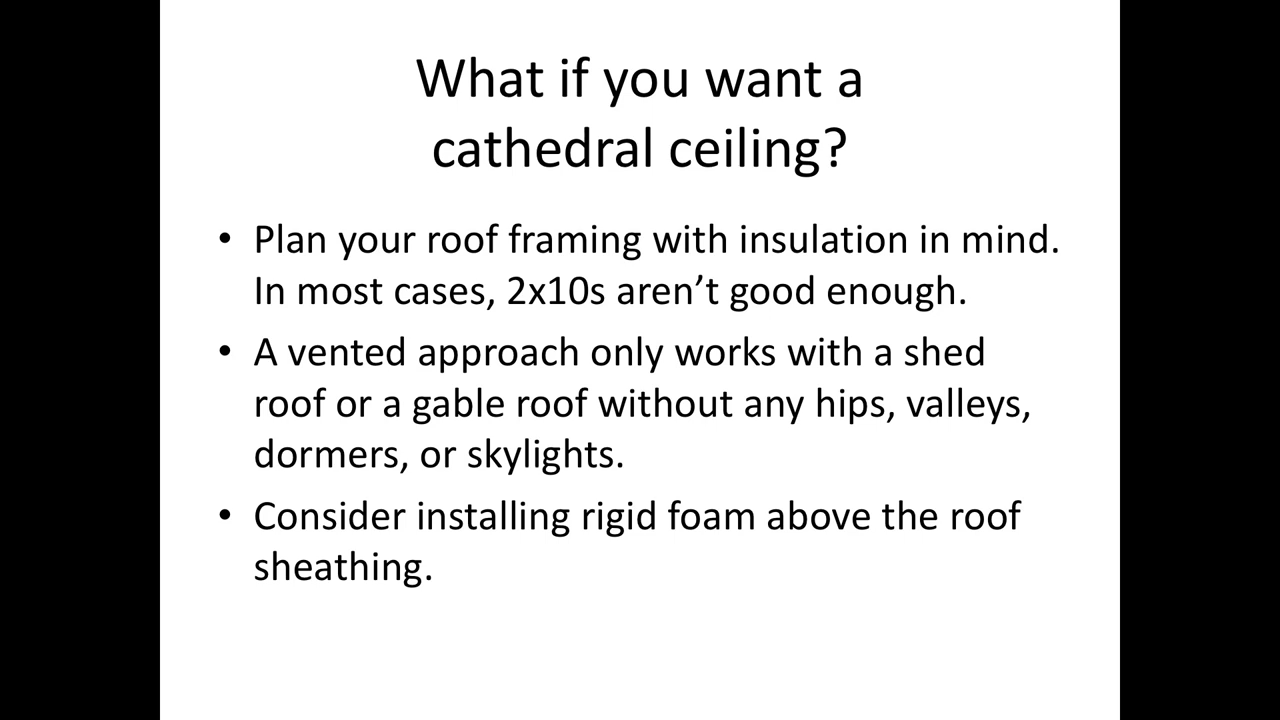 What if you want a
cathedral ceiling?
• Plan your roof framing with insulation in mind.
In most cases, 2x10s aren’t good enough.
• A vented approach only works with a shed
roof or a gable roof without any hips, valleys,
dormers, or skylights.
• Consider installing rigid foam above the roof
sheathing.